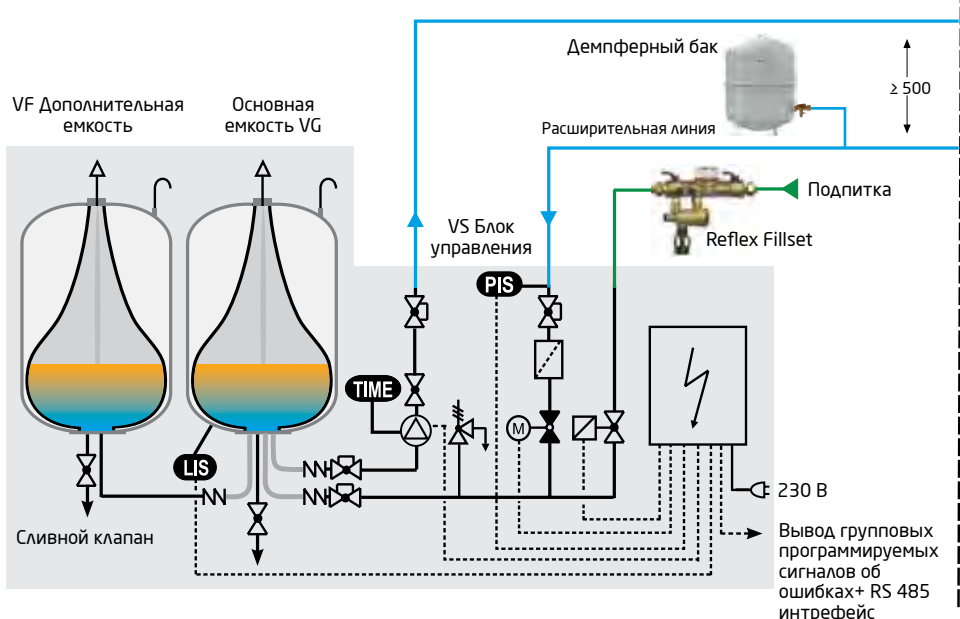 Демпферный бак
≥ 500
VF Дополнительная
емкость
Основная
емкость VG
Расширительная линия
Подпитка
VS Блок
управления
Reflex Fillset
PIS
TIME
M
LIS
230 В
Сливной клапан
Вывод групповых
программируемых
сигналов об
ошибках+ RS 485
интрефейс